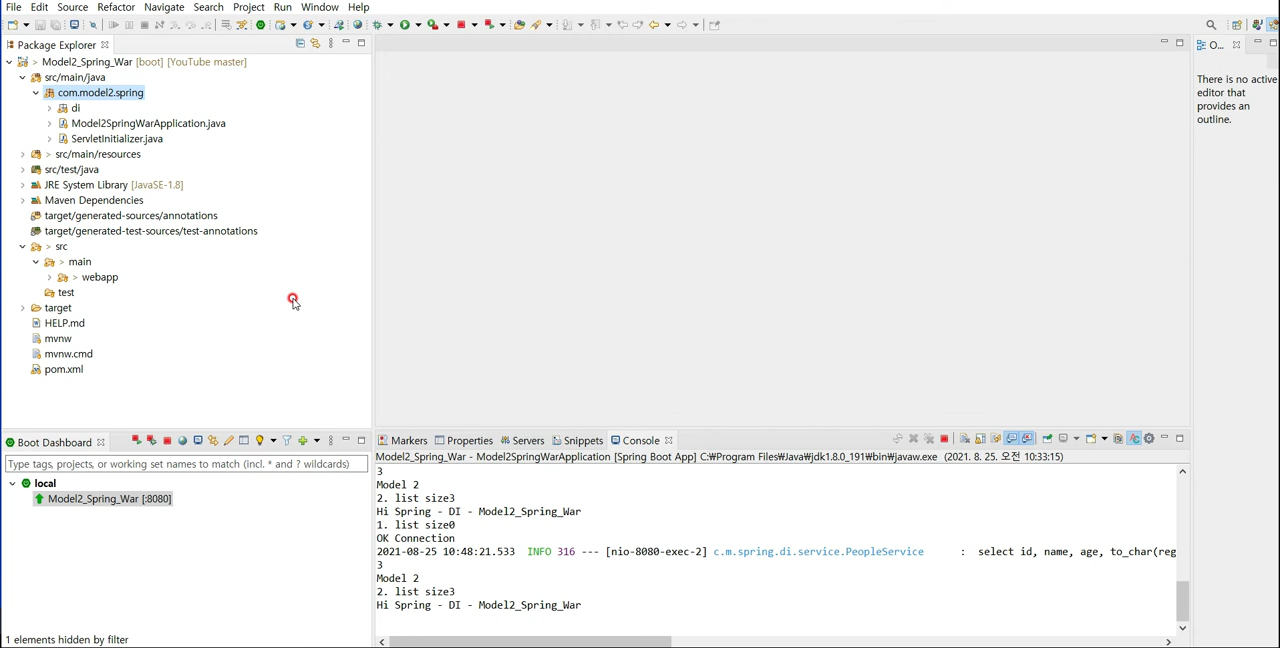 File Edit Source Refactor Navigate Search Project Run Window Help
Package Explorer
O...
> Model2_Spring_War [boot] [YouTube master]
src/main/java
com.model2.spring
di
Model2SpringWarApplication.java
ServletInitializer.java
> src/main/resources
src/test/java
JRE System Library [JavaSE-1.8]
Maven Dependencies
target/generated-sources/annotations
target/generated-test-sources/test-annotations
> src
> main
> webapp
test
target
HELP.md
mvnw
mvnw.cmd
pom.xml
There is no active
editor that
provides an
outline.
Boot Dashboard
Type tags, projects, or working set names to match (incl. * and ? wildcards)
local
Model2_Spring_War [:8080]
1 elements hidden by filter
Markers Properties Servers Snippets Console
Model2_Spring_War - Model2SpringWarApplication [Spring Boot App] C:₩Program Files₩Java₩jdk1.8.0_191₩bin₩javaw.exe (2021. 8. 25. 오전 10:33:15)
3
Model 2
2. list size3
Hi Spring - DI - Model2_Spring_War
1. list size0
OK Connection
2021-08-25 10:48:21.533 INFO 316 --- [nio-8080-exec-2] c.m.spring.di.service.PeopleService : select id, name, age, to_char(reg
3
Model 2
2. list size3
Hi Spring - DI - Model2_Spring_War